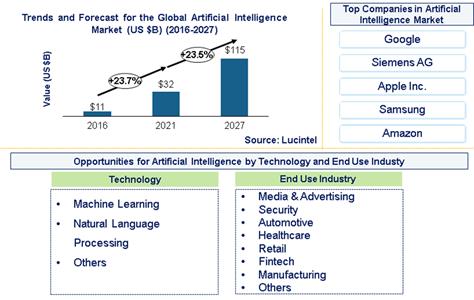 Trends and Forecast for the Global Artificial Intelligence
Market (US $B) (2016-2027)
Value (US $B)
+23.7%
+23.5%
$11
$32
$115
2016
2021
2027
Source: Lucintel
Top Companies in Artificial
Intelligence Market
Google
Siemens AG
Apple Inc.
Samsung
Amazon
Opportunities for Artificial Intelligence by Technology and End Use Industy
Technology
• Machine Learning
• Natural Language
Processing
• Others
End Use Industry
• Media & Advertising
• Security
• Automotive
• Healthcare
• Retail
• Fintech
• Manufacturing
• Others